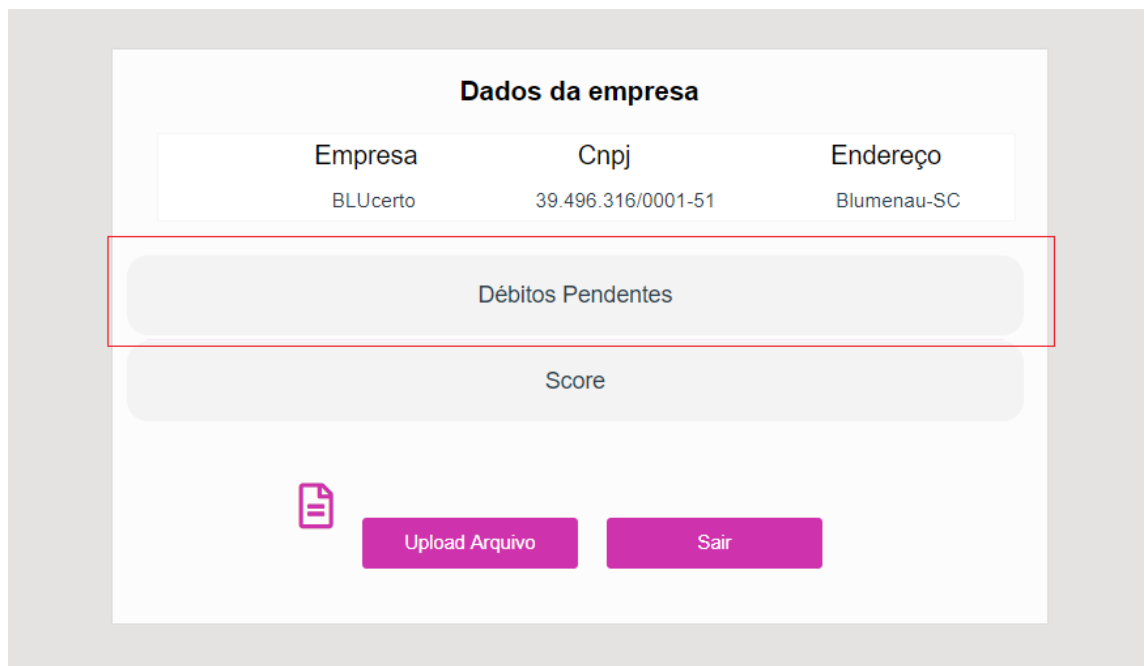 Dados da empresa
Empresa Cnpj Endereço
BLUcerto 39.496.316/0001-51 Blumenau-SC
Débitos Pendentes
Score
Upload Arquivo Sair